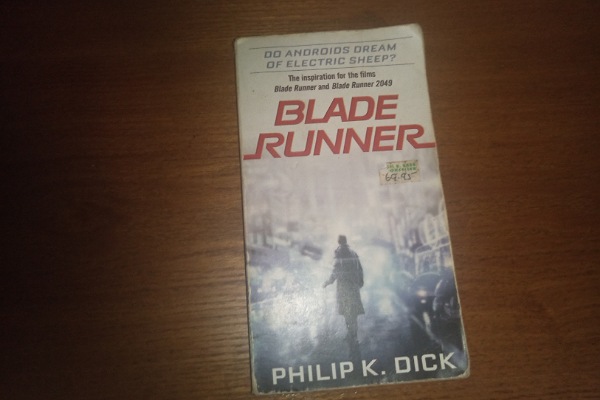 DO ANDROIDS DREAM
OF ELECTRIC SHEEP?
The inspiration for the films
Blade Runner and Blade Runner 2049
BLADE
RUNNER
PHILIP K. DICK